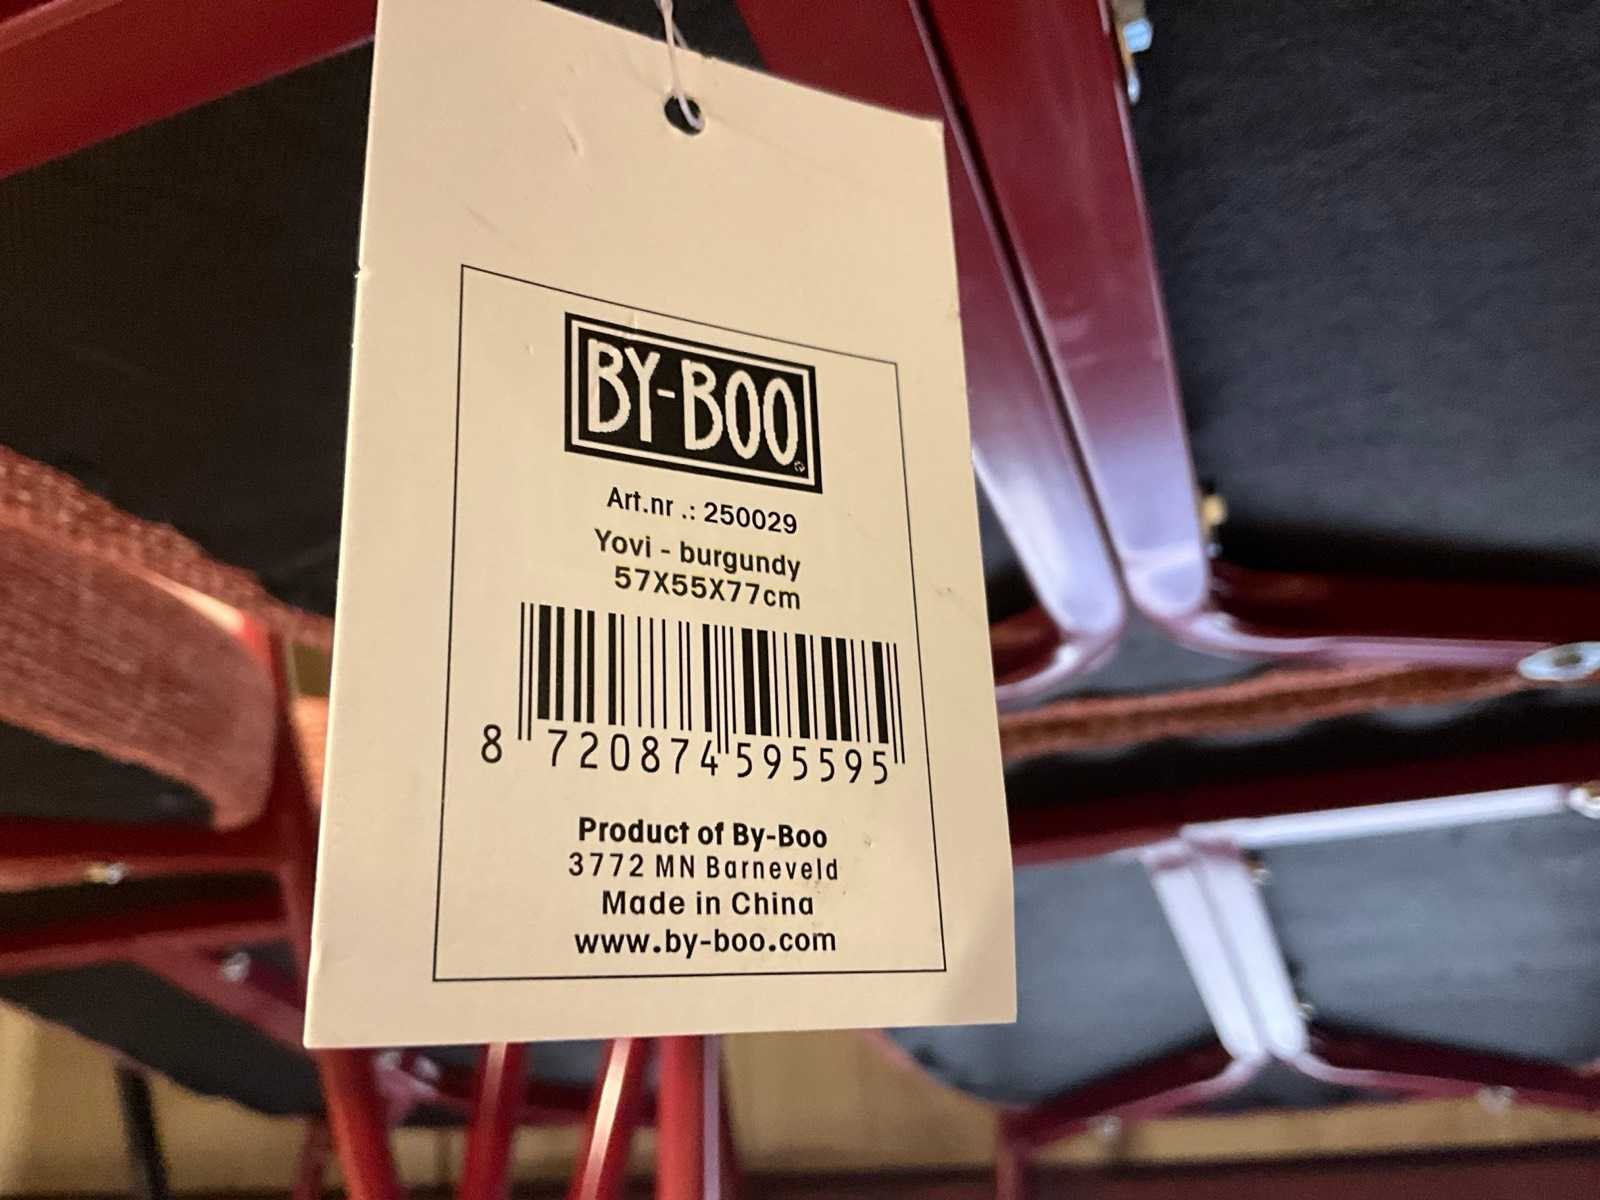 BY-BOO
Art.nr .: 250029
Yovi - burgundy
57X55X77cm
8 720874 595595
Product of By-Boo
3772 MN Barneveld
Made in China
www.by-boo.com